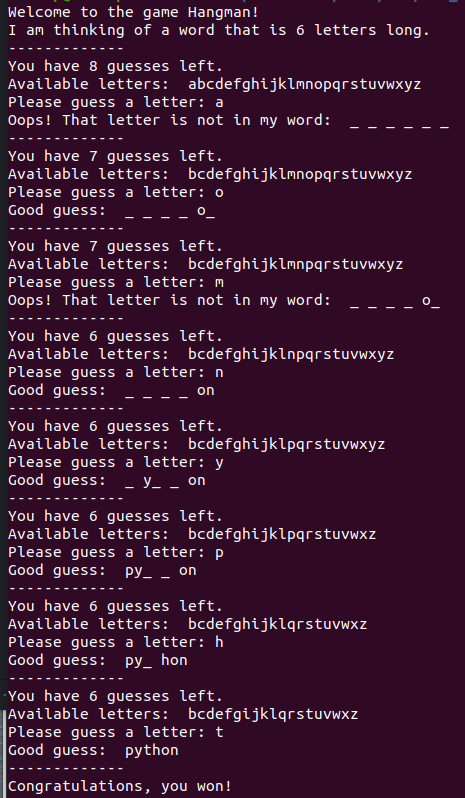 Welcome to the game Hangman!
I am thinking of a word that is 6 letters long.
-------------
You have 8 guesses left.
Available letters:  abcdefghijklmnopqrstuvwxyz
Please guess a letter: a
Oops! That letter is not in my word:  _ _ _ _ _ _
-------------
You have 7 guesses left.
Available letters:  bcdefghijklmnopqrstuvwxyz
Please guess a letter: o
Good guess:  _ _ _ _ o_
-------------
You have 7 guesses left.
Available letters:  bcdefghijklmnpqrstuvwxyz
Please guess a letter: m
Oops! That letter is not in my word:  _ _ _ _ o_
-------------
You have 6 guesses left.
Available letters:  bcdefghijklnpqrstuvwxyz
Please guess a letter: n
Good guess:  _ _ _ _ on
-------------
You have 6 guesses left.
Available letters:  bcdefghijklpqrstuvwxyz
Please guess a letter: y
Good guess:  _ y_ _ on
-------------
You have 6 guesses left.
Available letters:  bcdefghijklpqrstuvwxz
Please guess a letter: p
Good guess:  py_ _ on
-------------
You have 6 guesses left.
Available letters:  bcdefghijklqrstuvwxz
Please guess a letter: h
Good guess:  py_ hon
-------------
You have 6 guesses left.
Available letters:  bcdefgijklqrstuvwxz
Please guess a letter: t
Good guess:  python
-------------
Congratulations, you won!